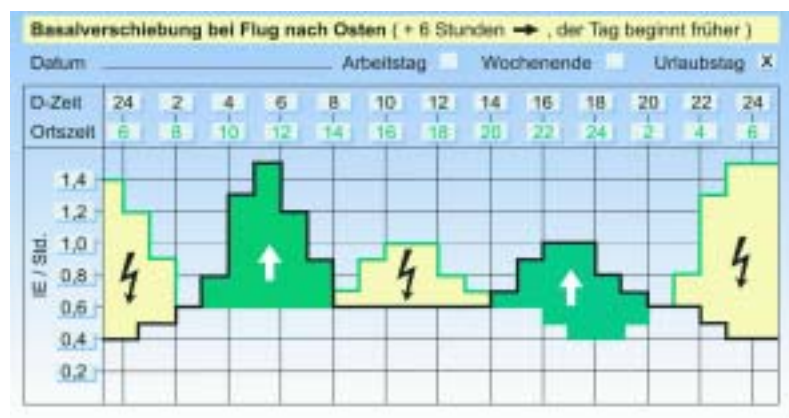 Basalverschiebung bei Flug nach Osten ( + 6 Stunden ➡ , der Tag beginnt früher )
Datum Arbeitstag Wochenende Urlaubstag X
D-Zeit 24 2 4 6 8 10 12 14 16 18 20 22 24
Ortszeit 6 8 10 12 14 16 18 20 22 24 2 4 6
IE / Std.
1,4
1,2
1,0
0,8
0,6
0,4
0,2